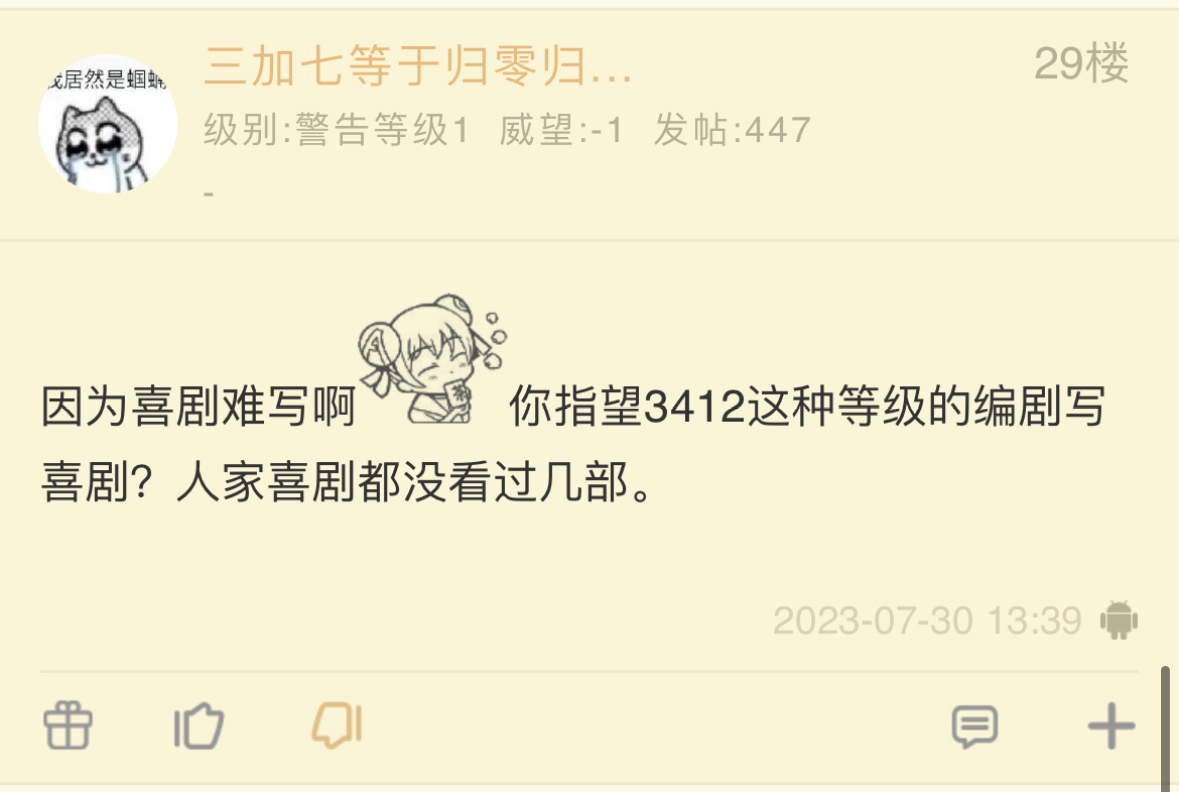 三加七等于归零归...
29楼
居然是蝈蝈
级别:警告等级1 威望:-1 发帖:447
-
因为喜剧难写啊 你指望3412这种等级的编剧写
喜剧？人家喜剧都没看过几部。
2023-07-30 13:39